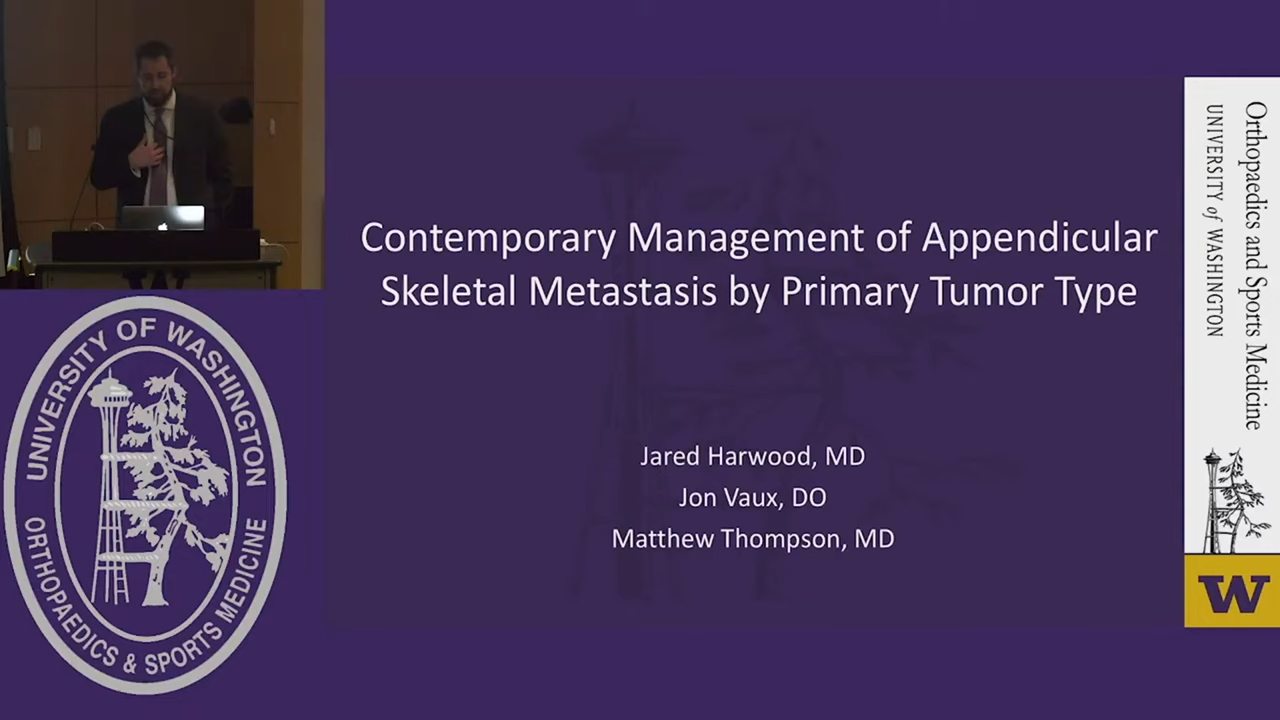 Contemporary Management of Appendicular
Skeletal Metastasis by Primary Tumor Type
Jared Harwood, MD
Jon Vaux, DO
Matthew Thompson, MD
Orthopaedics and Sports Medicine
UNIVERSITY of WASHINGTON
W
UNIVERSITY OF WASHINGTON
ORTHOPAEDICS & SPORTS MEDICINE